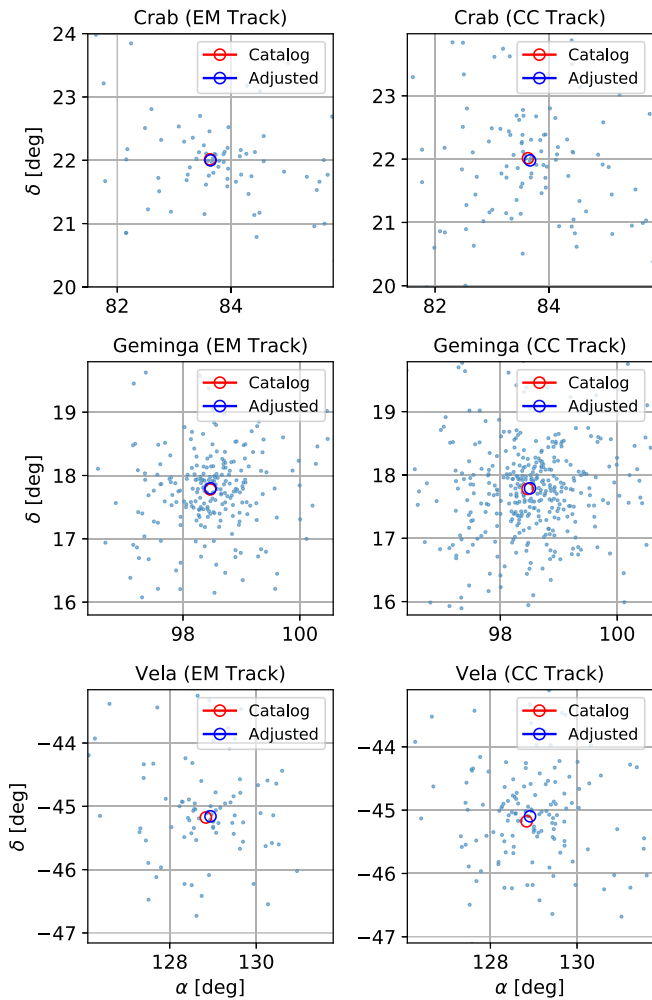 Crab (EM Track)
Catalog
Adjusted
24
23
22
21
20
δ [deg]
82
84
Crab (CC Track)
Catalog
Adjusted
23
22
21
20
82
84
Geminga (EM Track)
Catalog
Adjusted
19
18
17
16
δ [deg]
98
100
Geminga (CC Track)
Catalog
Adjusted
19
18
17
16
98
100
Vela (EM Track)
Catalog
Adjusted
−44
−45
−46
−47
δ [deg]
128
130
α [deg]
Vela (CC Track)
Catalog
Adjusted
−44
−45
−46
−47
128
130
α [deg]